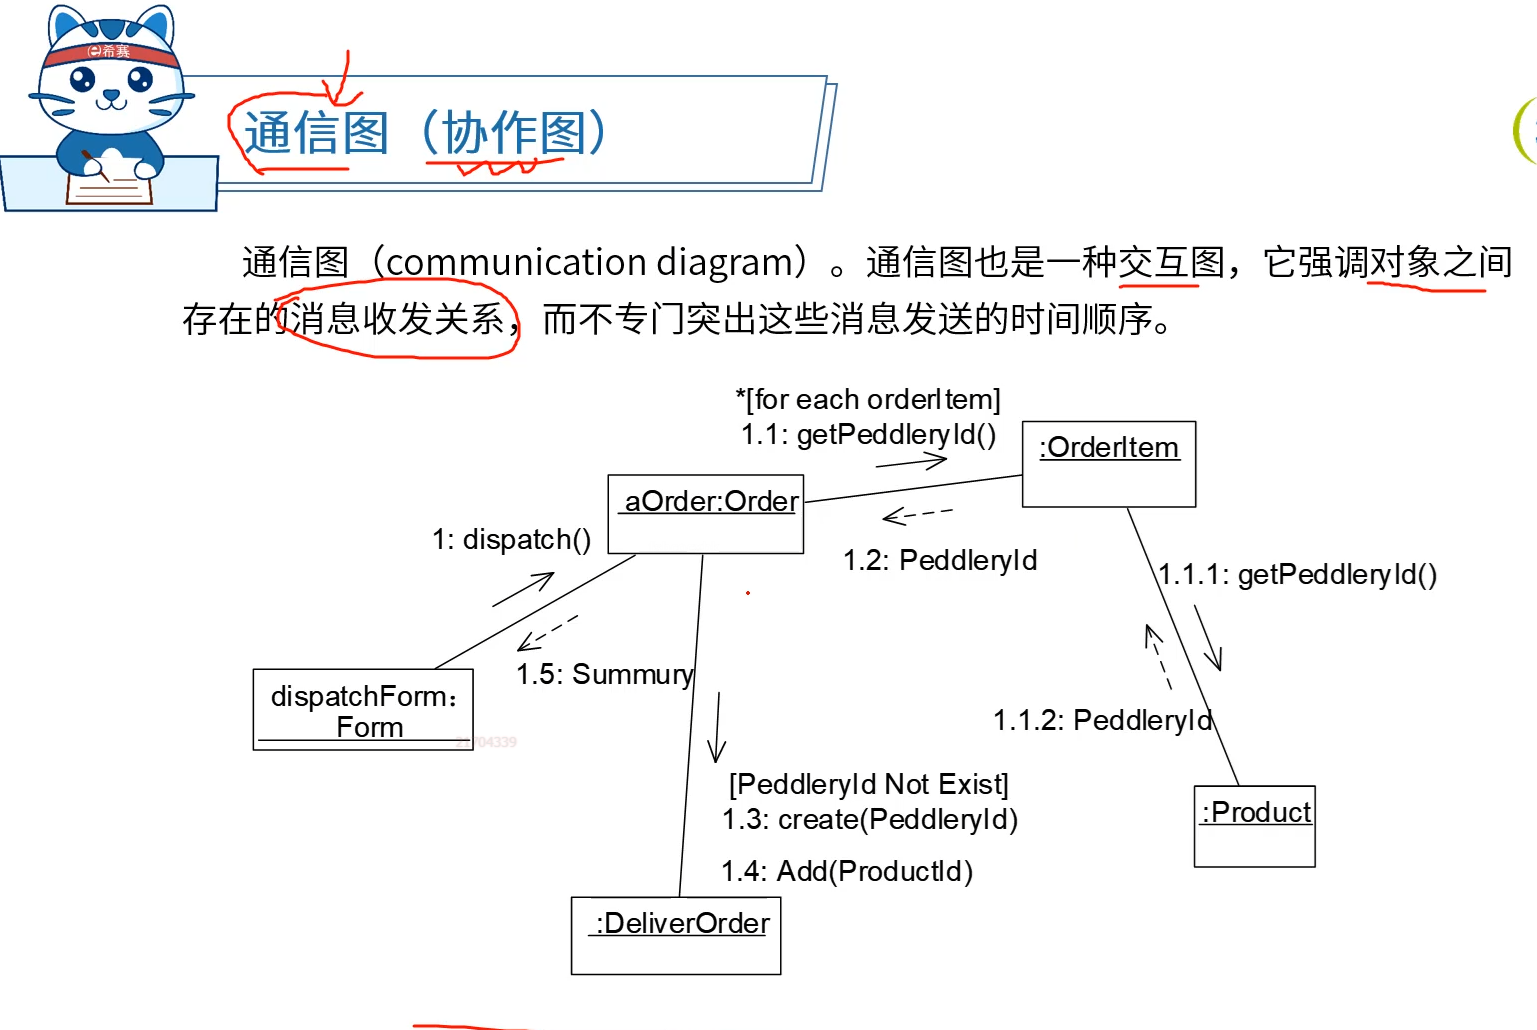 希赛
通信图（协作图）
通信图（communication diagram）。通信图也是一种交互图，它强调对象之间
存在的消息收发关系，而不专门突出这些消息发送的时间顺序。
*[for each orderItem]
1.1: getPeddleryId()
:OrderItem
aOrder:Order
1: dispatch()
1.2: PeddleryId
1.1.1: getPeddleryId()
1.5: Summury
dispatchForm：
Form
1.1.2: PeddleryId
[PeddleryId Not Exist]
1.3: create(PeddleryId)
:Product
1.4: Add(ProductId)
:DeliverOrder